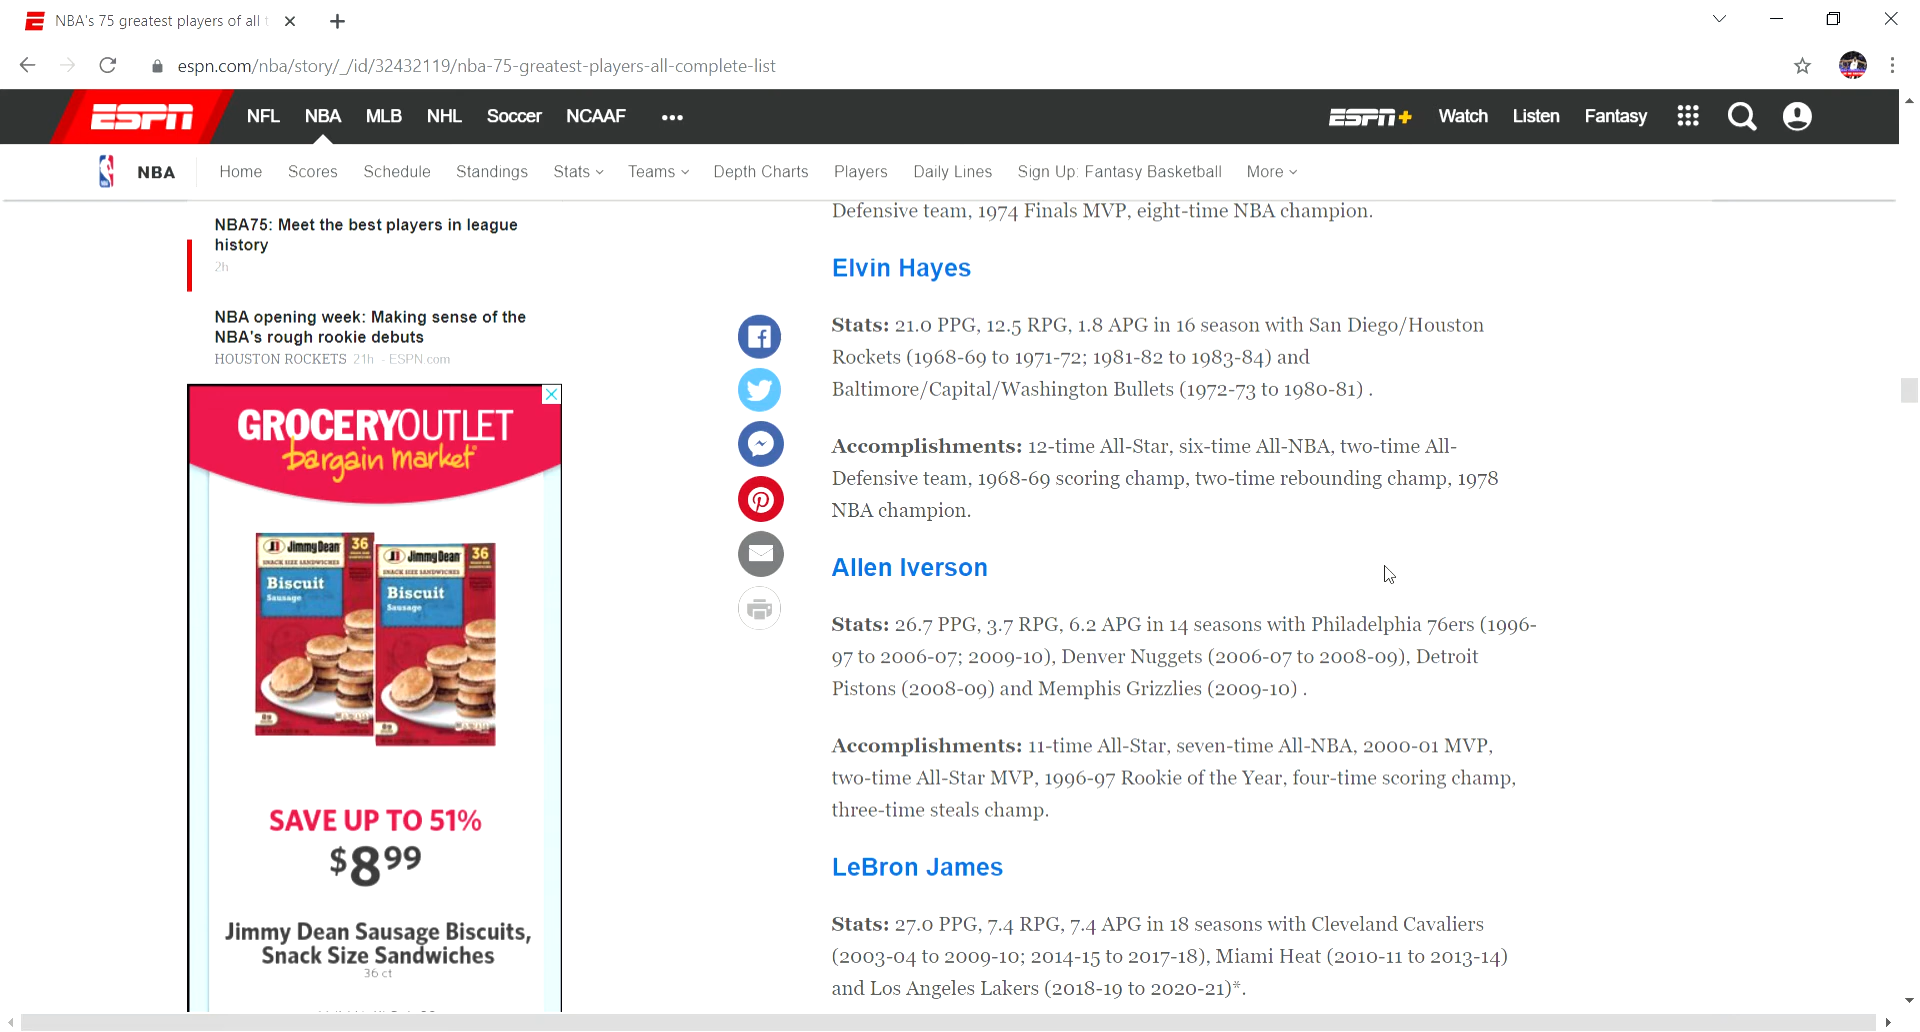 NBA's 75 greatest players of all t
espn.com/nba/story/_/id/32432119/nba-75-greatest-players-all-complete-list
ESPN NFL NBA MLB NHL Soccer NCAAF ••• ESPN+ Watch Listen Fantasy
NBA Home Scores Schedule Standings Stats Teams Depth Charts Players Daily Lines Sign Up: Fantasy Basketball More
NBA75: Meet the best players in league
history
2h
NBA opening week: Making sense of the
NBA's rough rookie debuts
HOUSTON ROCKETS 21h - ESPN.com
GROCERY OUTLET
bargain market
Jimmy Dean 36
SNACK SIZE SANDWICHES
Biscuit
Sausage
Jimmy Dean 36
SNACK SIZE SANDWICHES
Biscuit
Sausage
SAVE UP TO 51%
$8 99
Jimmy Dean Sausage Biscuits,
Snack Size Sandwiches
36 ct
Defensive team, 1974 Finals MVP, eight-time NBA champion.
Elvin Hayes
Stats: 21.0 PPG, 12.5 RPG, 1.8 APG in 16 season with San Diego/Houston
Rockets (1968-69 to 1971-72; 1981-82 to 1983-84) and
Baltimore/Capital/Washington Bullets (1972-73 to 1980-81) .
Accomplishments: 12-time All-Star, six-time All-NBA, two-time All-
Defensive team, 1968-69 scoring champ, two-time rebounding champ, 1978
NBA champion.
Allen Iverson
Stats: 26.7 PPG, 3.7 RPG, 6.2 APG in 14 seasons with Philadelphia 76ers (1996-
97 to 2006-07; 2009-10), Denver Nuggets (2006-07 to 2008-09), Detroit
Pistons (2008-09) and Memphis Grizzlies (2009-10) .
Accomplishments: 11-time All-Star, seven-time All-NBA, 2000-01 MVP,
two-time All-Star MVP, 1996-97 Rookie of the Year, four-time scoring champ,
three-time steals champ.
LeBron James
Stats: 27.0 PPG, 7.4 RPG, 7.4 APG in 18 seasons with Cleveland Cavaliers
(2003-04 to 2009-10; 2014-15 to 2017-18), Miami Heat (2010-11 to 2013-14)
and Los Angeles Lakers (2018-19 to 2020-21)*.